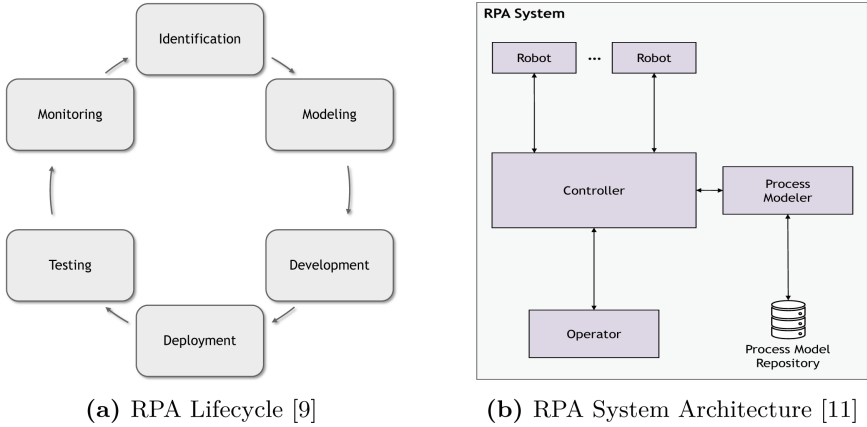 Identification
Monitoring
Modeling
Testing
Development
Deployment
(a) RPA Lifecycle [9]
RPA System
Robot
...
Robot
Controller
Process
Modeler
Operator
Process Model
Repository
(b) RPA System Architecture [11]